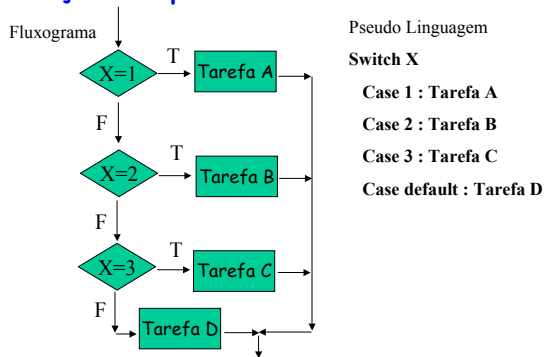 Fluxograma
X=1
T
Tarefa A
F
X=2
T
Tarefa B
F
X=3
T
Tarefa C
F
Tarefa D
Pseudo Linguagem
Switch X
Case 1 : Tarefa A
Case 2 : Tarefa B
Case 3 : Tarefa C
Case default : Tarefa D